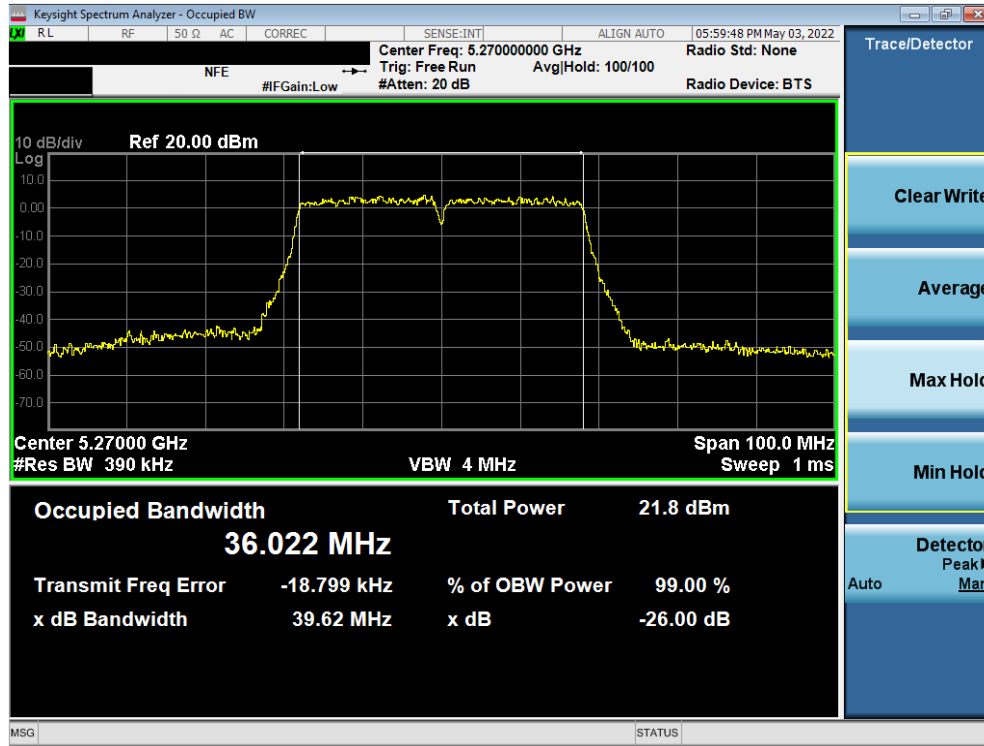 Keysight Spectrum Analyzer - Occupied BW
LXI RL RF 50 Ω AC CORREC SENSE:INT ALIGN AUTO 05:59:48 PM May 03, 2022
Center Freq: 5.270000000 GHz Radio Std: None
NFE Trig: Free Run Avg|Hold: 100/100
#IFGain:Low #Atten: 20 dB Radio Device: BTS
10 dB/div Ref 20.00 dBm
Log
10.0
0.00
-10.0
-20.0
-30.0
-40.0
-50.0
-60.0
-70.0
Center 5.27000 GHz Span 100.0 MHz
#Res BW 390 kHz VBW 4 MHz Sweep 1 ms
Occupied Bandwidth Total Power 21.8 dBm
36.022 MHz
Transmit Freq Error -18.799 kHz % of OBW Power 99.00 %
x dB Bandwidth 39.62 MHz x dB -26.00 dB
MSG STATUS
Trace/Detector
Clear Write
Average
Max Hold
Min Hold
Detector
Peak
Auto Man